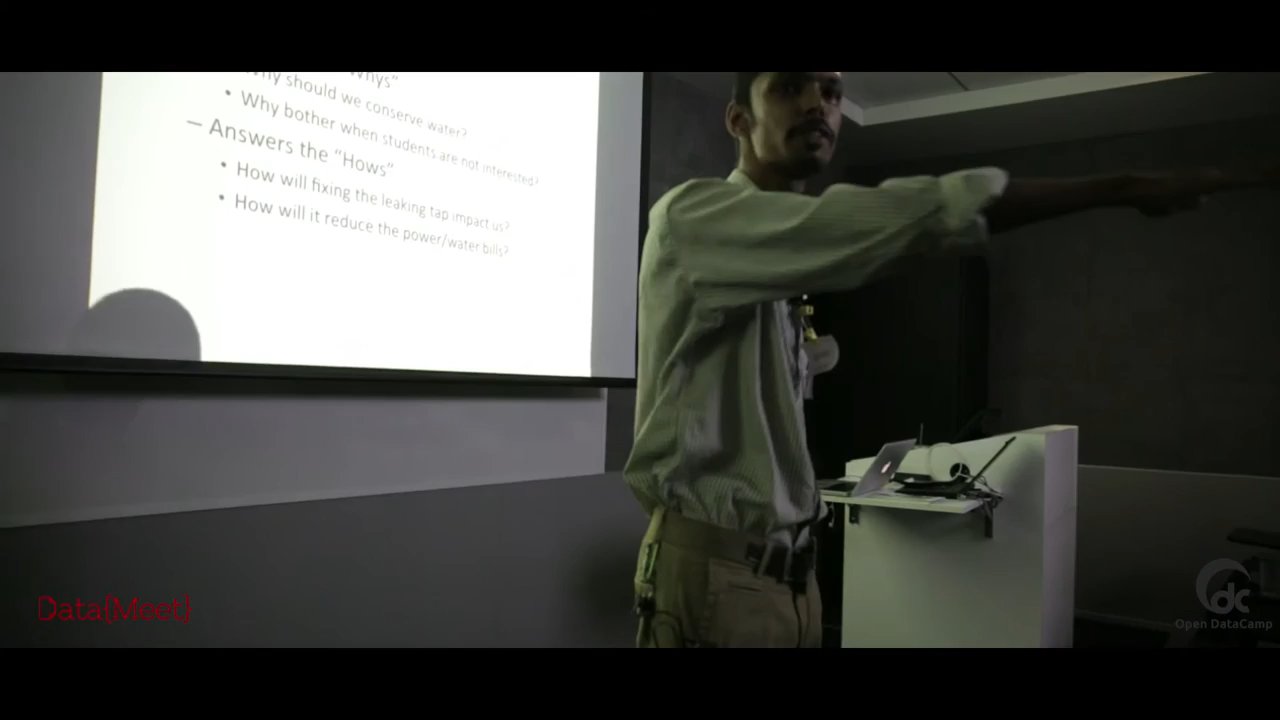 Whys"
Why should we conserve water?
• Why bother when students are not interested?
– Answers the "Hows"
• How will fixing the leaking tap impact us?
• How will it reduce the power/water bills?
Data{Meet}
dc
Open DataCamp